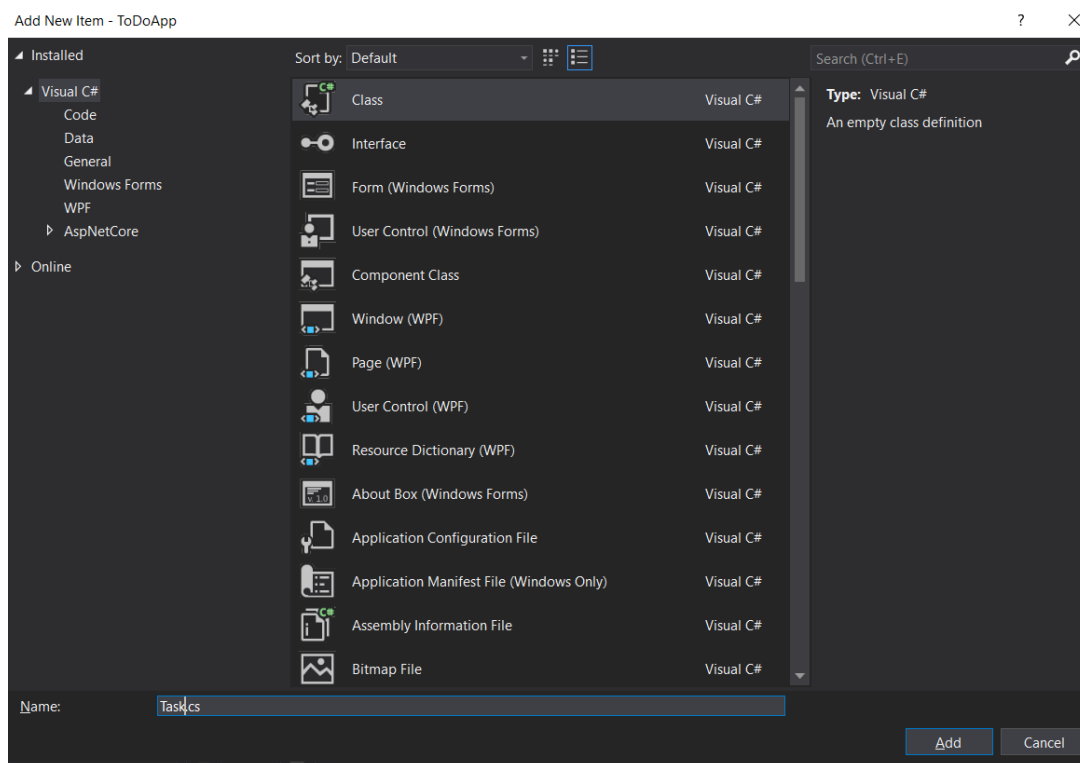 Add New Item - ToDoApp
?
Installed
Sort by: Default
Search (Ctrl+E)
Visual C#
Code
Data
General
Windows Forms
WPF
AspNetCore
Online
Class Visual C#
Interface Visual C#
Form (Windows Forms) Visual C#
User Control (Windows Forms) Visual C#
Component Class Visual C#
Window (WPF) Visual C#
Page (WPF) Visual C#
User Control (WPF) Visual C#
Resource Dictionary (WPF) Visual C#
About Box (Windows Forms) Visual C#
Application Configuration File Visual C#
Application Manifest File (Windows Only) Visual C#
Assembly Information File Visual C#
Bitmap File Visual C#
Type: Visual C#
An empty class definition
Name: Task.cs
Add Cancel